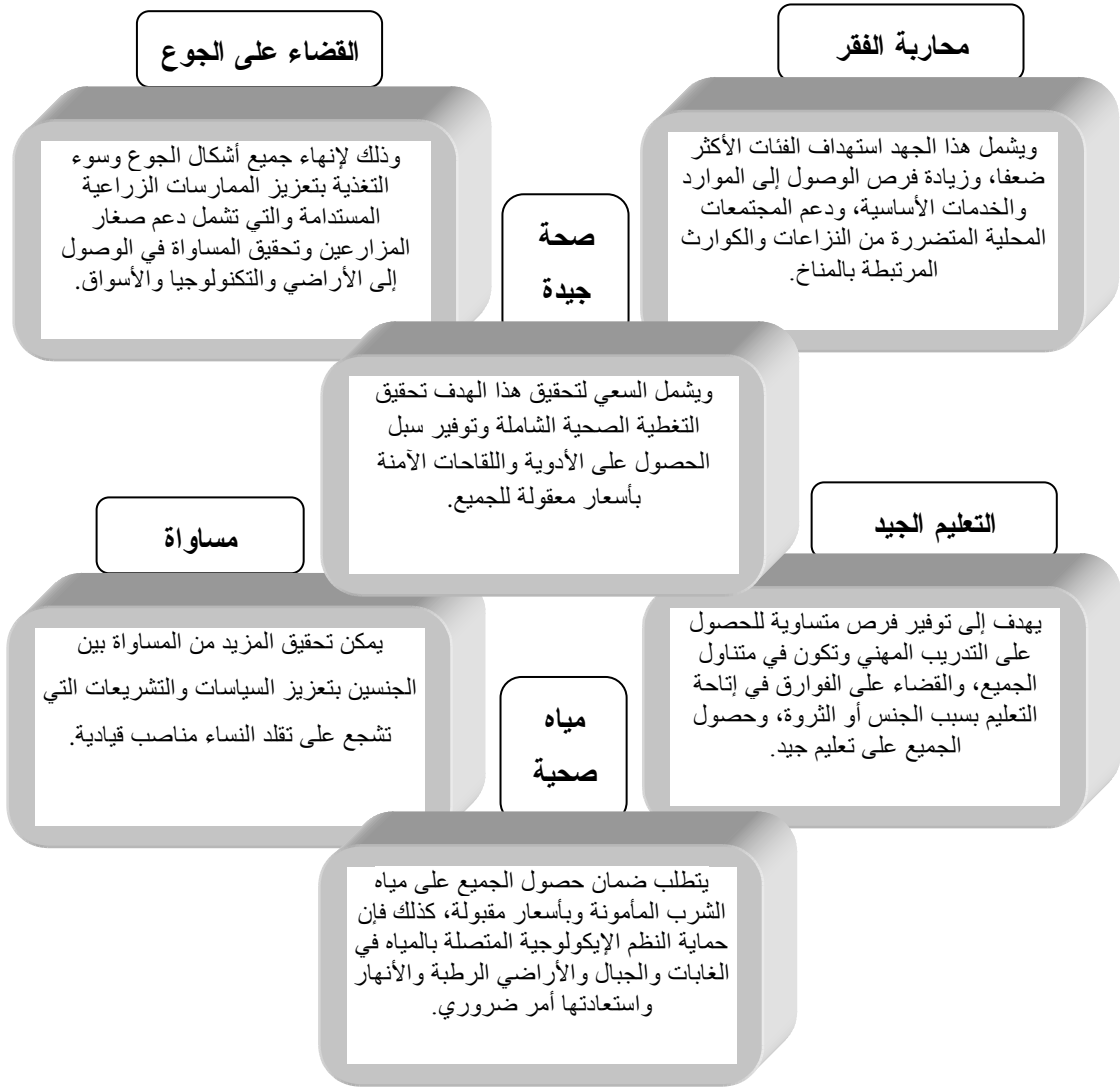 محاربة الفقر
ويشمل هذا الجهد استهداف الفئات الأكثر
ضعفا، وزيادة فرص الوصول إلى الموارد
والخدمات الأساسية، ودعم المجتمعات
المحلية المتضررة من النزاعات والكوارث
المرتبطة بالمناخ.
القضاء على الجوع
وذلك لإنهاء جميع أشكال الجوع وسوء
التغذية بتعزيز الممارسات الزراعية
المستدامة والتي تشمل دعم صغار
المزارعين وتحقيق المساواة في الوصول
إلى الأراضي والتكنولوجيا والأسواق.
صحة
جيدة
ويشمل السعي لتحقيق هذا الهدف تحقيق
التغطية الصحية الشاملة وتوفير سبل
الحصول على الأدوية واللقاحات الآمنة
بأسعار معقولة للجميع.
التعليم الجيد
يهدف إلى توفير فرص متساوية للحصول
على التدريب المهني وتكون في متناول
الجميع، والقضاء على الفوارق في إتاحة
التعليم بسبب الجنس أو الثروة، وحصول
الجميع على تعليم جيد.
مساواة
يمكن تحقيق المزيد من المساواة بين
الجنسين بتعزيز السياسات والتشريعات التي
تشجع على تقلد النساء مناصب قيادية.
مياه
صحية
يتطلب ضمان حصول الجميع على مياه
الشرب المأمونة وبأسعار مقبولة، كذلك فإن
حماية النظم الإيكولوجية المتصلة بالمياه في
الغابات والجبال والأراضي الرطبة والأنهار
واستعادتها أمر ضروري.